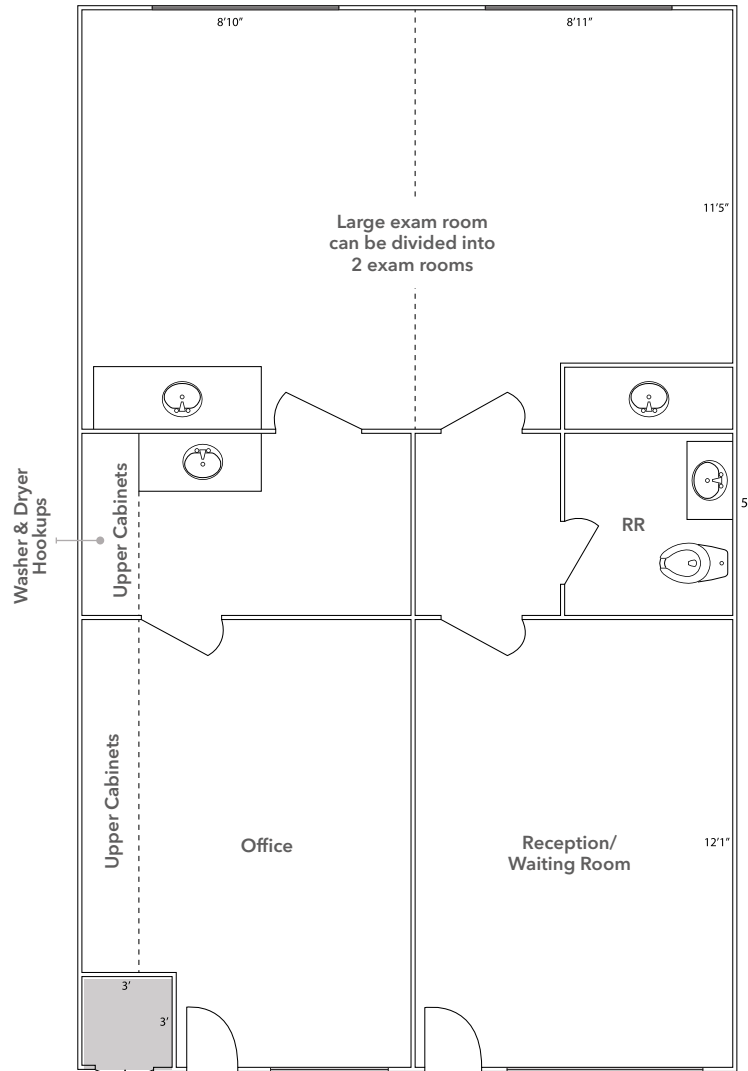 8'10"
8'11"
11'5"
Large exam room
can be divided into
2 exam rooms
Washer & Dryer
Hookups
Upper Cabinets
RR
5
Upper Cabinets
Office
Reception/
Waiting Room
12'1"
3'
3'